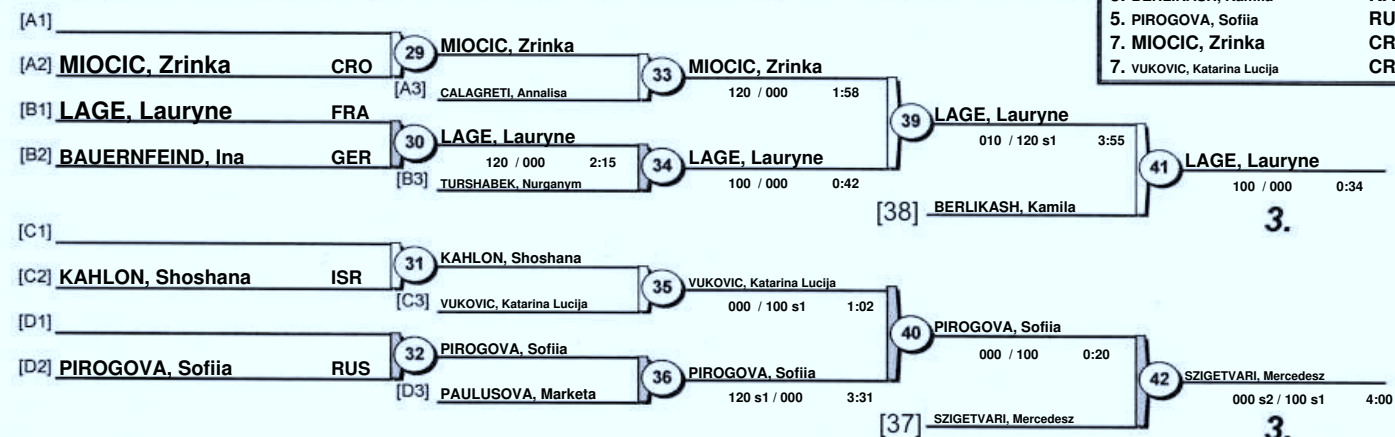 [A1]
[A2] MIOCIC, Zrinka CRO
29 MIOCIC, Zrinka
[A3] CALAGRETI, Annalisa
33 MIOCIC, Zrinka
120 / 000 1:58
[B1] LAGE, Lauryne FRA
[B2] BAUERNFEIND, Ina GER
30 LAGE, Lauryne
120 / 000 2:15
[B3] TURSHABEK, Nurganym
34 LAGE, Lauryne
100 / 000 0:42
39 LAGE, Lauryne
010 / 120 s1 3:55
[38] BERLIKASH, Kamila
41 LAGE, Lauryne
100 / 000 0:34
3.
[C1]
[C2] KAHLON, Shoshana ISR
31 KAHLON, Shoshana
[C3] VUKOVIC, Katarina Lucija
35 VUKOVIC, Katarina Lucija
000 / 100 s1 1:02
[D1]
[D2] PIROGOVA, Sofiia RUS
32 PIROGOVA, Sofiia
[D3] PAULUSOVA, Marketa
36 PIROGOVA, Sofiia
120 s1 / 000 3:31
40 PIROGOVA, Sofiia
000 / 100 0:20
[37] SZIGETVARI, Mercedesz
42 SZIGETVARI, Mercedesz
000 s2 / 100 s1 4:00
3.
5. PIROGOVA, Sofiia RU
7. MIOCIC, Zrinka CR
7. VUKOVIC, Katarina Lucija CR